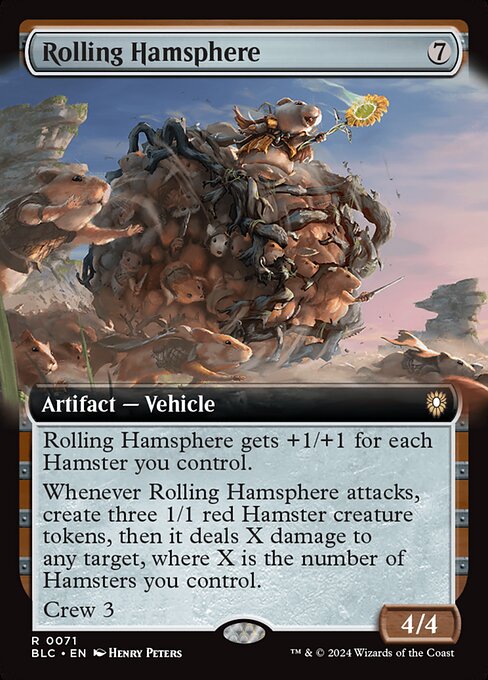 Rolling Hamsphere
7
Artifact — Vehicle
Rolling Hamsphere gets +1/+1 for each
Hamster you control.
Whenever Rolling Hamsphere attacks,
create three 1/1 red Hamster creature
tokens, then it deals X damage to
any target, where X is the number of
Hamsters you control.
Crew 3
4/4
R 0071
BLC • EN Henry Peters
™ & © 2024 Wizards of the Coast